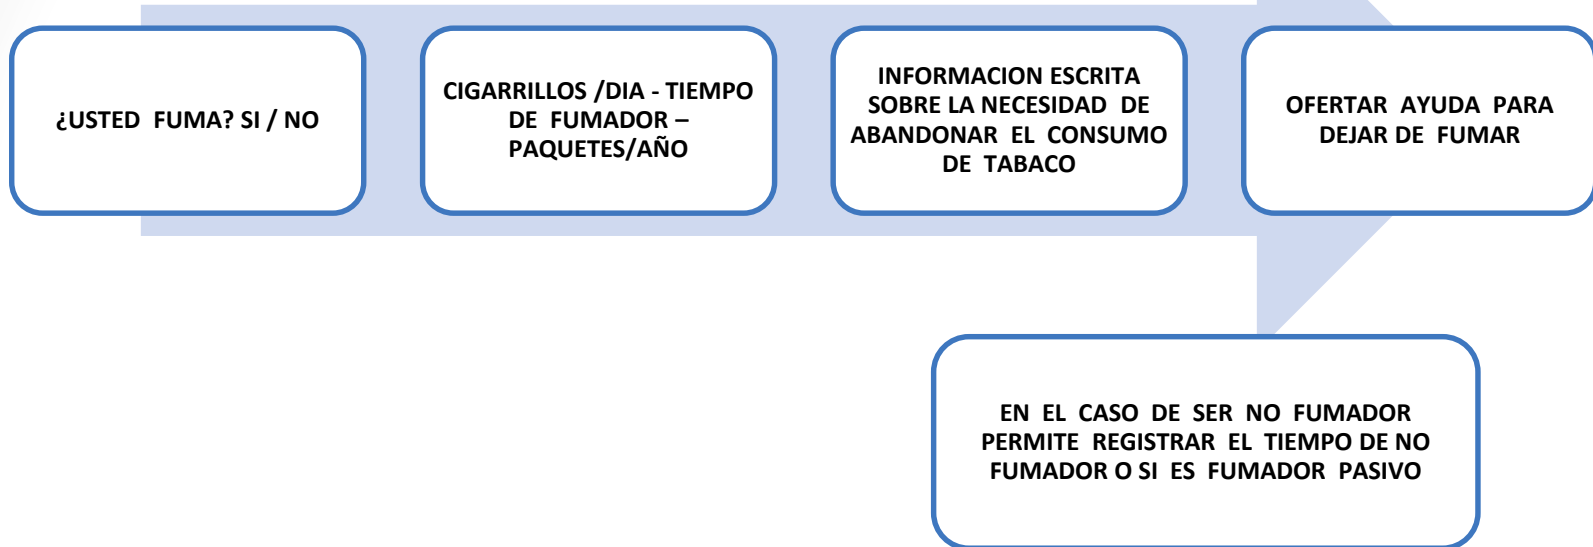 ¿USTED FUMA? SI / NO
CIGARRILLOS /DIA - TIEMPO
DE FUMADOR –
PAQUETES/AÑO
INFORMACION ESCRITA
SOBRE LA NECESIDAD DE
ABANDONAR EL CONSUMO
DE TABACO
OFERTAR AYUDA PARA
DEJAR DE FUMAR
EN EL CASO DE SER NO FUMADOR
PERMITE REGISTRAR EL TIEMPO DE NO
FUMADOR O SI ES FUMADOR PASIVO